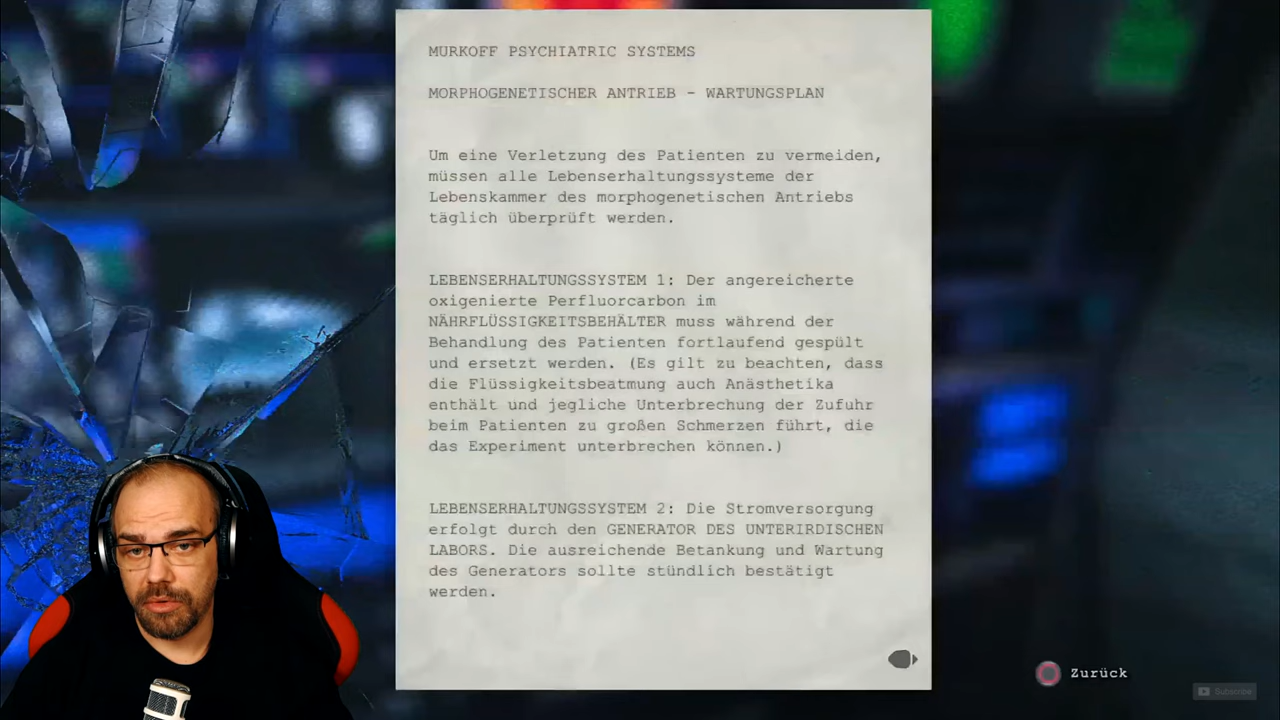 MURKOFF PSYCHIATRIC SYSTEMS
MORPHOGENETISCHER ANTRIEB - WARTUNGSPLAN
Um eine Verletzung des Patienten zu vermeiden,
müssen alle Lebenserhaltungssysteme der
Lebenskammer des morphogenetischen Antriebs
täglich überprüft werden.
LEBENSERHALTUNGSSYSTEM 1: Der angereicherte
oxigenierte Perfluorcarbon im
NÄHRFLÜSSIGKEITSBEHÄLTER muss während der
Behandlung des Patienten fortlaufend gespült
und ersetzt werden. (Es gilt zu beachten, dass
die Flüssigkeitsbeatmung auch Anästhetika
enthält und jegliche Unterbrechung der Zufuhr
beim Patienten zu großen Schmerzen führt, die
das Experiment unterbrechen können.)
LEBENSERHALTUNGSSYSTEM 2: Die Stromversorgung
erfolgt durch den GENERATOR DES UNTERIRDISCHEN
LABORS. Die ausreichende Betankung und Wartung
des Generators sollte stündlich bestätigt
werden.
Zurück
Subscribe